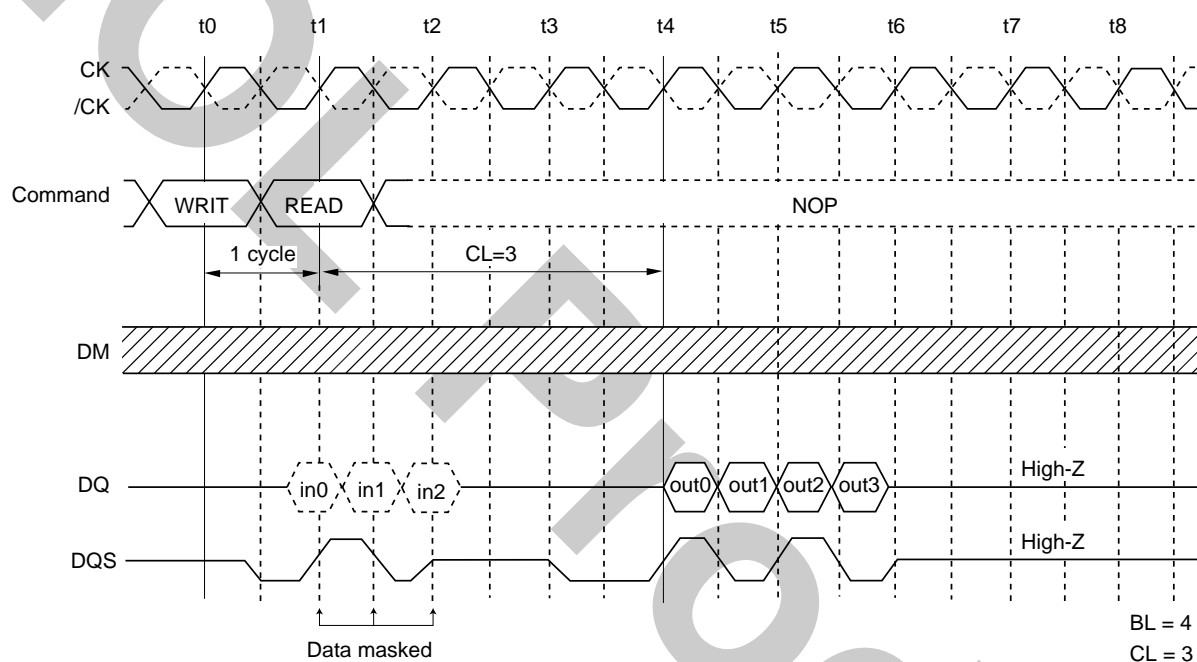 t0 t1 t2 t3 t4 t5 t6 t7 t8
CK
/CK
Command WRIT READ NOP
1 cycle CL=3
DM
DQ in0 in1 in2 out0 out1 out2 out3 High-Z
DQS High-Z
Data masked
BL = 4
CL = 3